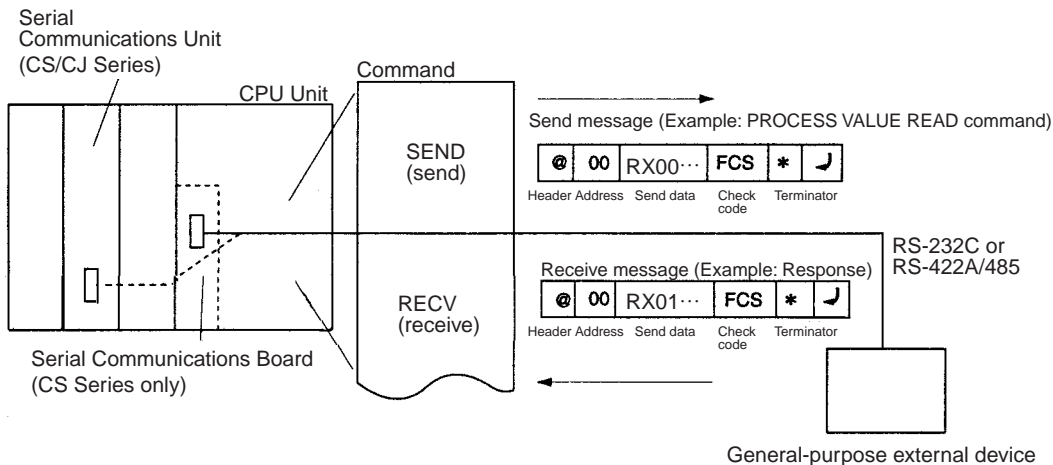 Serial
Communications Unit
(CS/CJ Series)
CPU Unit
Command
SEND
(send)
Send message (Example: PROCESS VALUE READ command)
@ 00 RX00··· FCS * ↲
Header Address Send data Check code Terminator
RS-232C or
RS-422A/485
Receive message (Example: Response)
@ 00 RX01··· FCS * ↲
Header Address Send data Check code Terminator
RECV
(receive)
Serial Communications Board
(CS Series only)
General-purpose external device